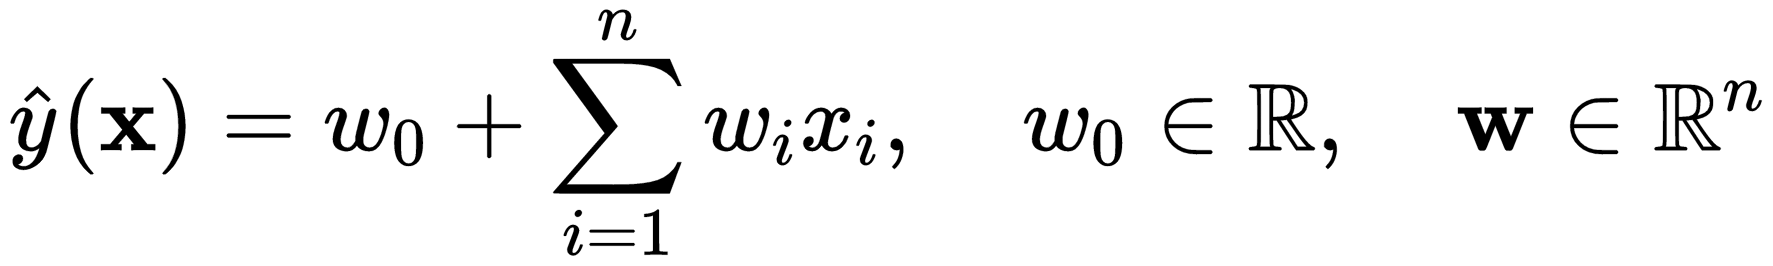 ŷ(𝐱) = w₀ + ∑ᵢ₌₁ⁿ wᵢxᵢ, w₀ ∈ ℝ, 𝐰 ∈ ℝⁿ